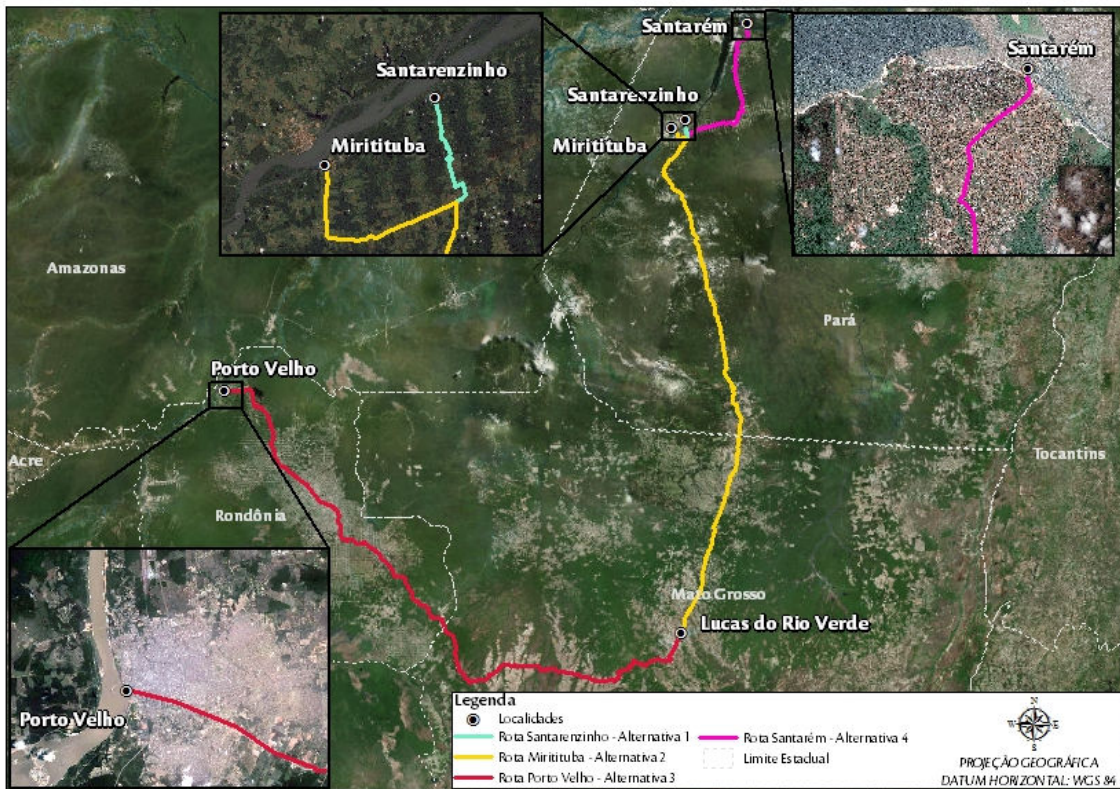 Santarém
Santarenzinho
Miritituba
Santarém
Santarenzinho
Miritituba
Amazonas
Pará
Porto Velho
Acre
Tocantins
Rondônia
Mato Grosso
Lucas do Rio Verde
Porto Velho
Legenda
Localidades
Rota Santarenzinho - Alternativa 1
Rota Miritituba - Alternativa 2
Rota Porto Velho - Alternativa 3
Rota Santarém - Alternativa 4
Limite Estadual
N
W E
S
PROJEÇÃO GEOGRÁFICA
DATUM HORIZONTAL: WGS 84